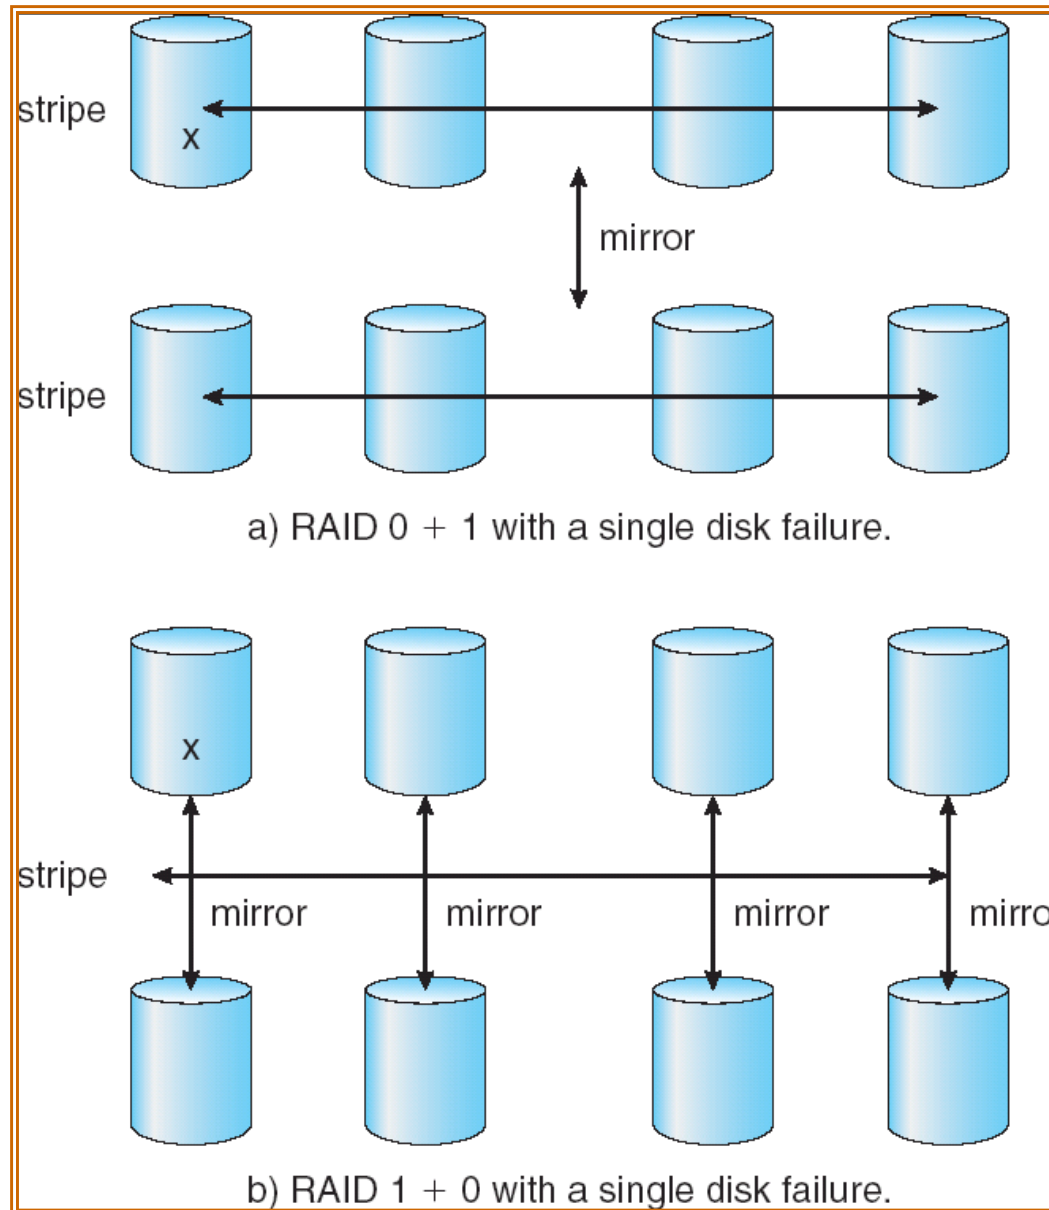 stripe
x
mirror
stripe
a) RAID 0 + 1 with a single disk failure.
x
stripe
mirror
mirror
mirror
mirro
b) RAID 1 + 0 with a single disk failure.